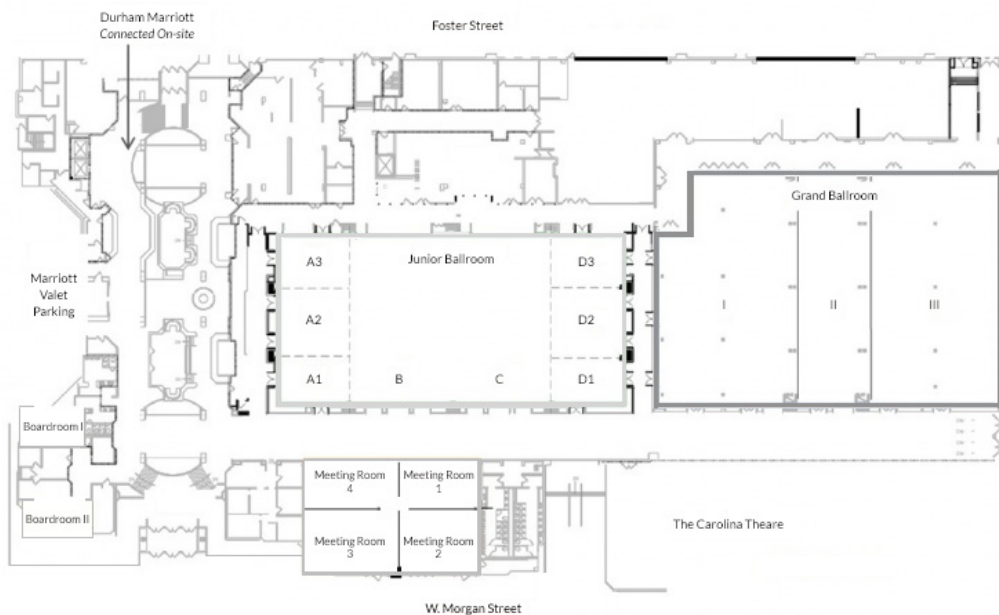 Durham Marriott
Connected On-site
Foster Street
Grand Ballroom
A3
Junior Ballroom
D3
Marriott
Valet
Parking
A2
D2
I
II
III
A1
B
C
D1
Boardroom I
Meeting Room
4
Meeting Room
1
Boardroom II
The Carolina Theare
Meeting Room
3
Meeting Room
2
W. Morgan Street